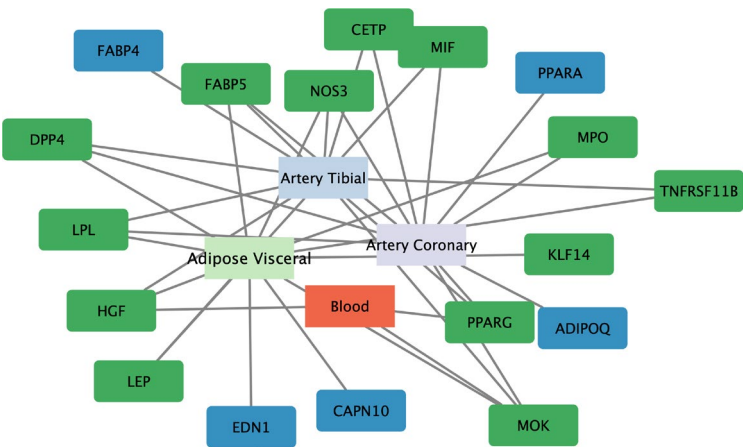 CETP
MIF
FABP4
PPARA
FABP5
NOS3
DPP4
MPO
Artery Tibial
TNFRSF11B
LPL
Artery Coronary
Adipose Visceral
KLF14
Blood
HGF
PPARG
ADIPOQ
LEP
CAPN10
EDN1
MOK